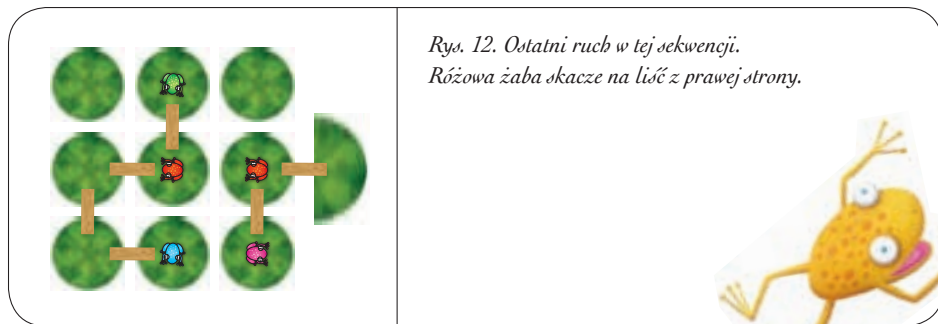 Rys. 12. Ostatni ruch w tej sekwencji.
Różowa żaba skacze na liść z prawej strony.